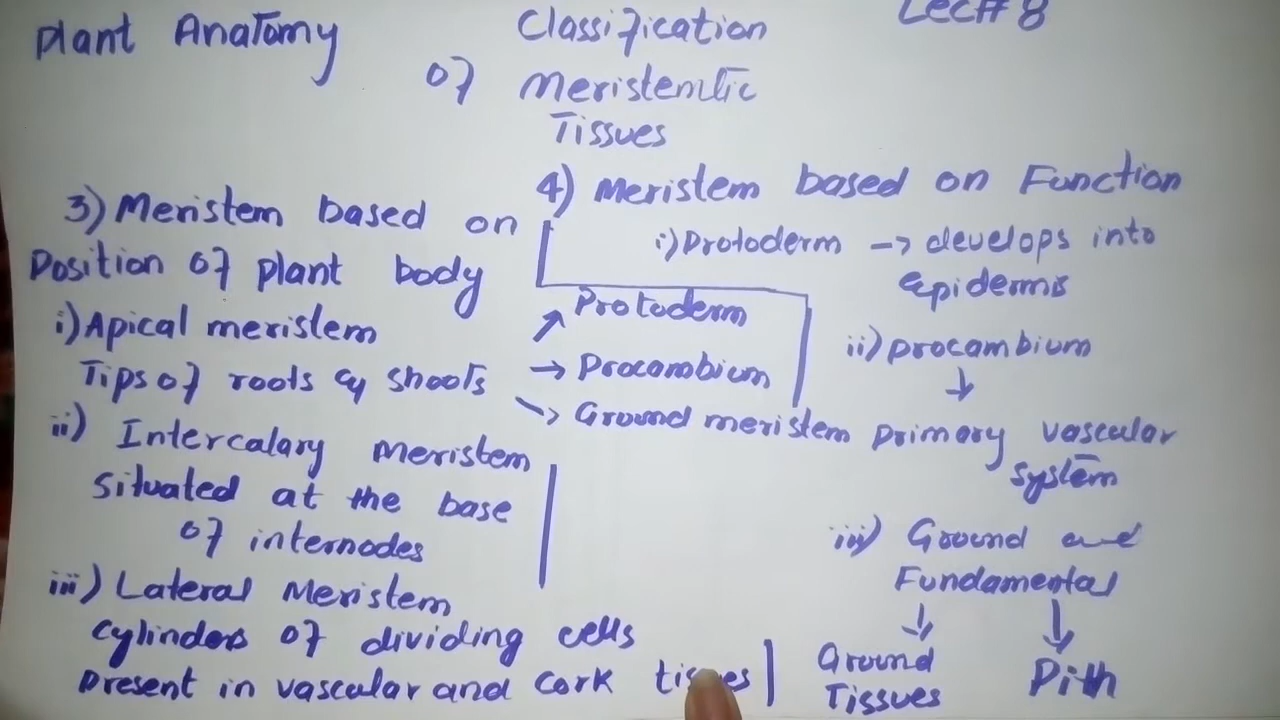 Plant Anatomy
Classification
Lect# 8
of Meristemtic
Tissues
3) Meristem based on
Position of plant body
i) Apical meristem
Tips of roots & shoots
Protoderm
Procambium
Ground meristem
ii) Intercalary Meristem
situated at the base
of internodes
iii) Lateral Meristem
cylinders of dividing cells
Present in vascular and cork tissues
4) Meristem based on Function
i) Protoderm → develops into
epidermis
ii) procambium
↓
primary vascular
system
iii) Ground and
Fundamental
Ground
Tissues
Pith